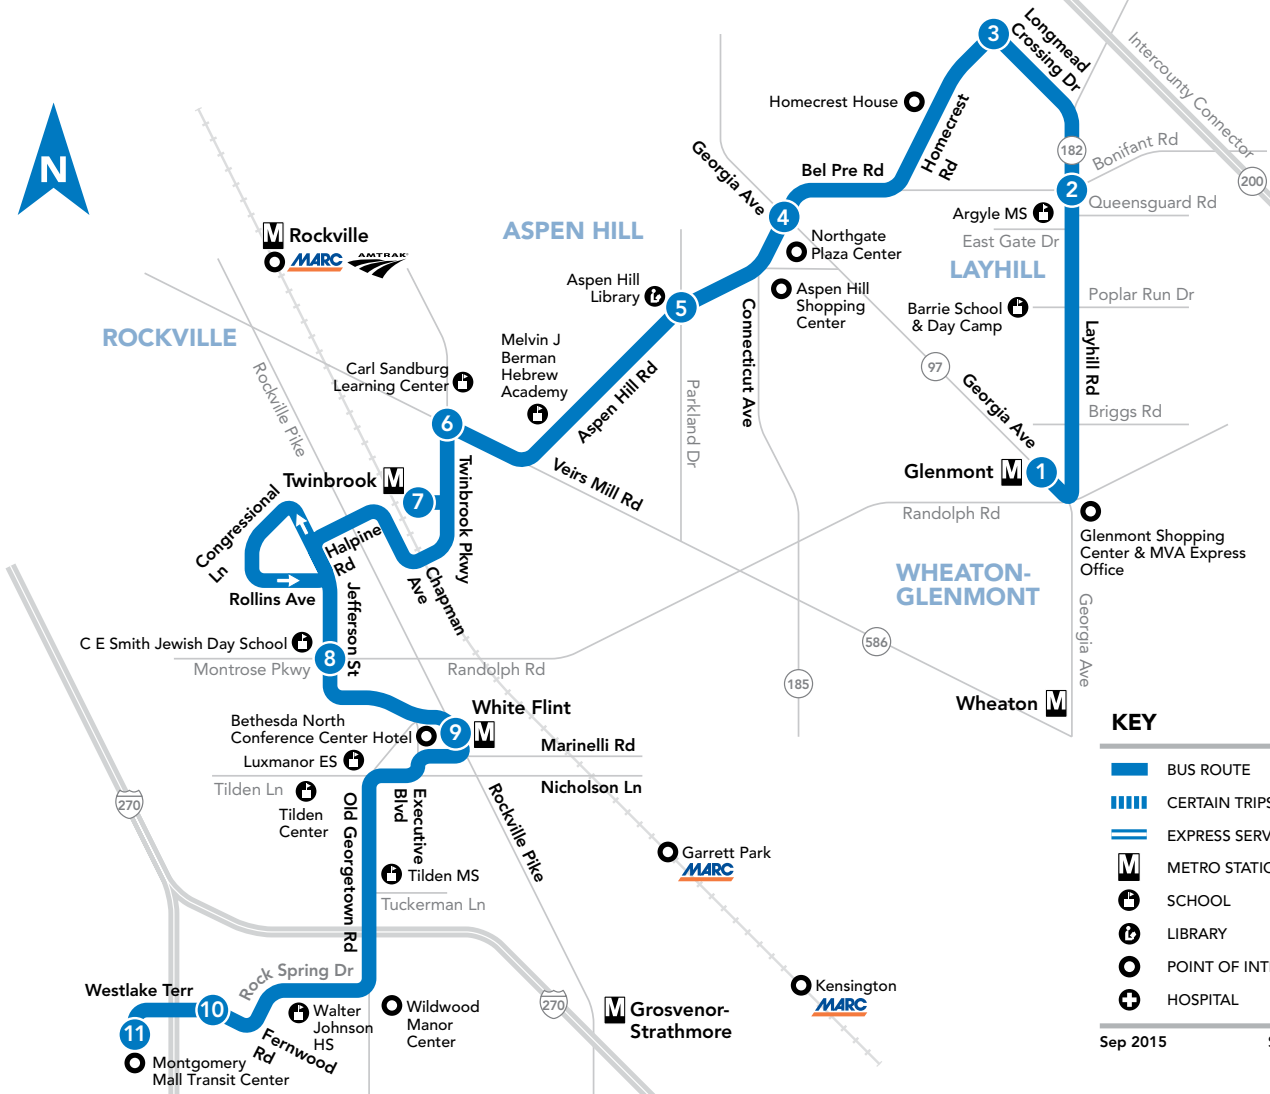 3
Longmead
Crossing Dr
Intercounty Connector
200
Homecrest House
Homecrest
Rd
182
Bonifant Rd
N
Georgia Ave
Bel Pre Rd
2
Queensguard Rd
Argyle MS
4
East Gate Dr
M Rockville
MARC
AMTRAK
ASPEN HILL
Northgate
Plaza Center
LAYHILL
Aspen Hill
Library
5
Aspen Hill
Shopping
Center
Poplar Run Dr
Barrie School
& Day Camp
ROCKVILLE
Connecticut Ave
Layhill Rd
Melvin J
Berman
Hebrew
Academy
Carl Sandburg
Learning Center
Rockville Pike
97
Aspen Hill Rd
Parkland Dr
Georgia Ave
Briggs Rd
6
Twinbrook Pkwy
Veirs Mill Rd
Glenmont M
1
Twinbrook M
7
Randolph Rd
Glenmont Shopping
Center & MVA Express
Office
Congressional
Ln
Halpine
Rd
Chapman
Ave
WHEATON-
GLENMONT
Rollins Ave
Jefferson St
Georgia Ave
C E Smith Jewish Day School
8
Montrose Pkwy
Randolph Rd
586
185
Wheaton M
White Flint
M
9
Bethesda North
Conference Center Hotel
Luxmanor ES
Marinelli Rd
Nicholson Ln
Tilden Ln
Tilden
Center
270
Old Georgetown Rd
Executive
Blvd
Rockville Pike
Garrett Park
MARC
Tilden MS
Tuckerman Ln
Rock Spring Dr
Westlake Terr
10
11
Walter
Johnson
HS
Wildwood
Manor
Center
270
M Grosvenor-
Strathmore
Kensington
MARC
Fernwood
Rd
Montgomery
Mall Transit Center
KEY
BUS ROUTE
CERTAIN TRIPS
EXPRESS SERV
M METRO STATIO
SCHOOL
LIBRARY
POINT OF INT
HOSPITAL
Sep 2015